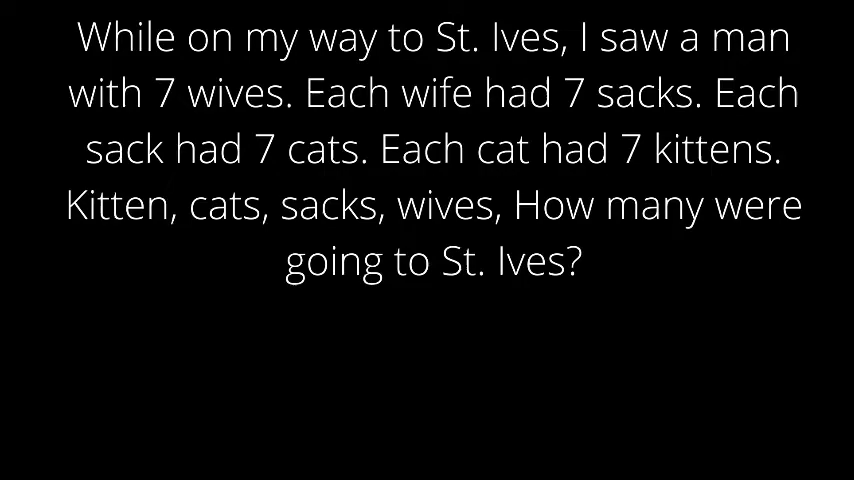 While on my way to St. Ives, I saw a man
with 7 wives. Each wife had 7 sacks. Each
sack had 7 cats. Each cat had 7 kittens.
Kitten, cats, sacks, wives, How many were
going to St. Ives?